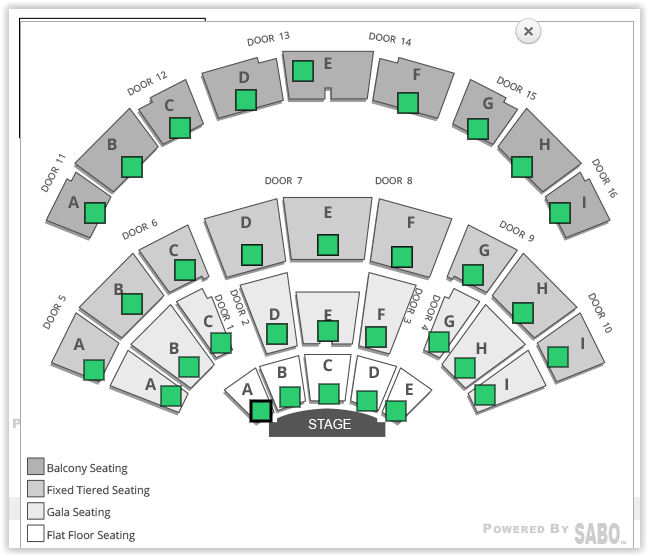 DOOR 13
DOOR 14
DOOR 12
DOOR 15
DOOR 11
DOOR 16
A
B
C
D
E
F
G
H
I
DOOR 7
DOOR 8
DOOR 6
DOOR 9
DOOR 5
DOOR 10
A
B
C
D
E
F
G
H
I
DOOR 1
DOOR 2
DOOR 3
DOOR 4
A
B
C
D
E
F
G
H
I
A
B
C
D
E
STAGE
P
Balcony Seating
Fixed Tiered Seating
Gala Seating
Flat Floor Seating
POWERED BY SABO™